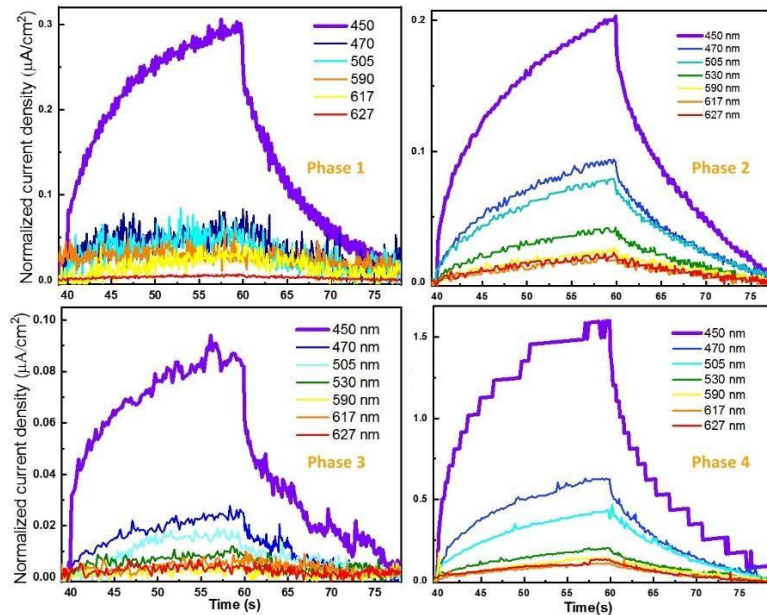 Normalized current density (µA/cm²)
0.3
0.2
0.1
0.0
450
470
505
590
617
627
Phase 1
40 45 50 55 60 65 70 75
0.2
0.1
0.0
450 nm
470 nm
505 nm
530 nm
590 nm
617 nm
627 nm
Phase 2
40 45 50 55 60 65 70 75
Normalized current density (µA/cm²)
0.10
0.08
0.06
0.04
0.02
0.00
450 nm
470 nm
505 nm
530 nm
590 nm
617 nm
627 nm
Phase 3
40 45 50 55 60 65 70 75
Time (s)
1.5
1.0
0.5
0.0
450 nm
470 nm
505 nm
530 nm
590 nm
617 nm
627 nm
Phase 4
40 45 50 55 60 65 70 75
Time(s)